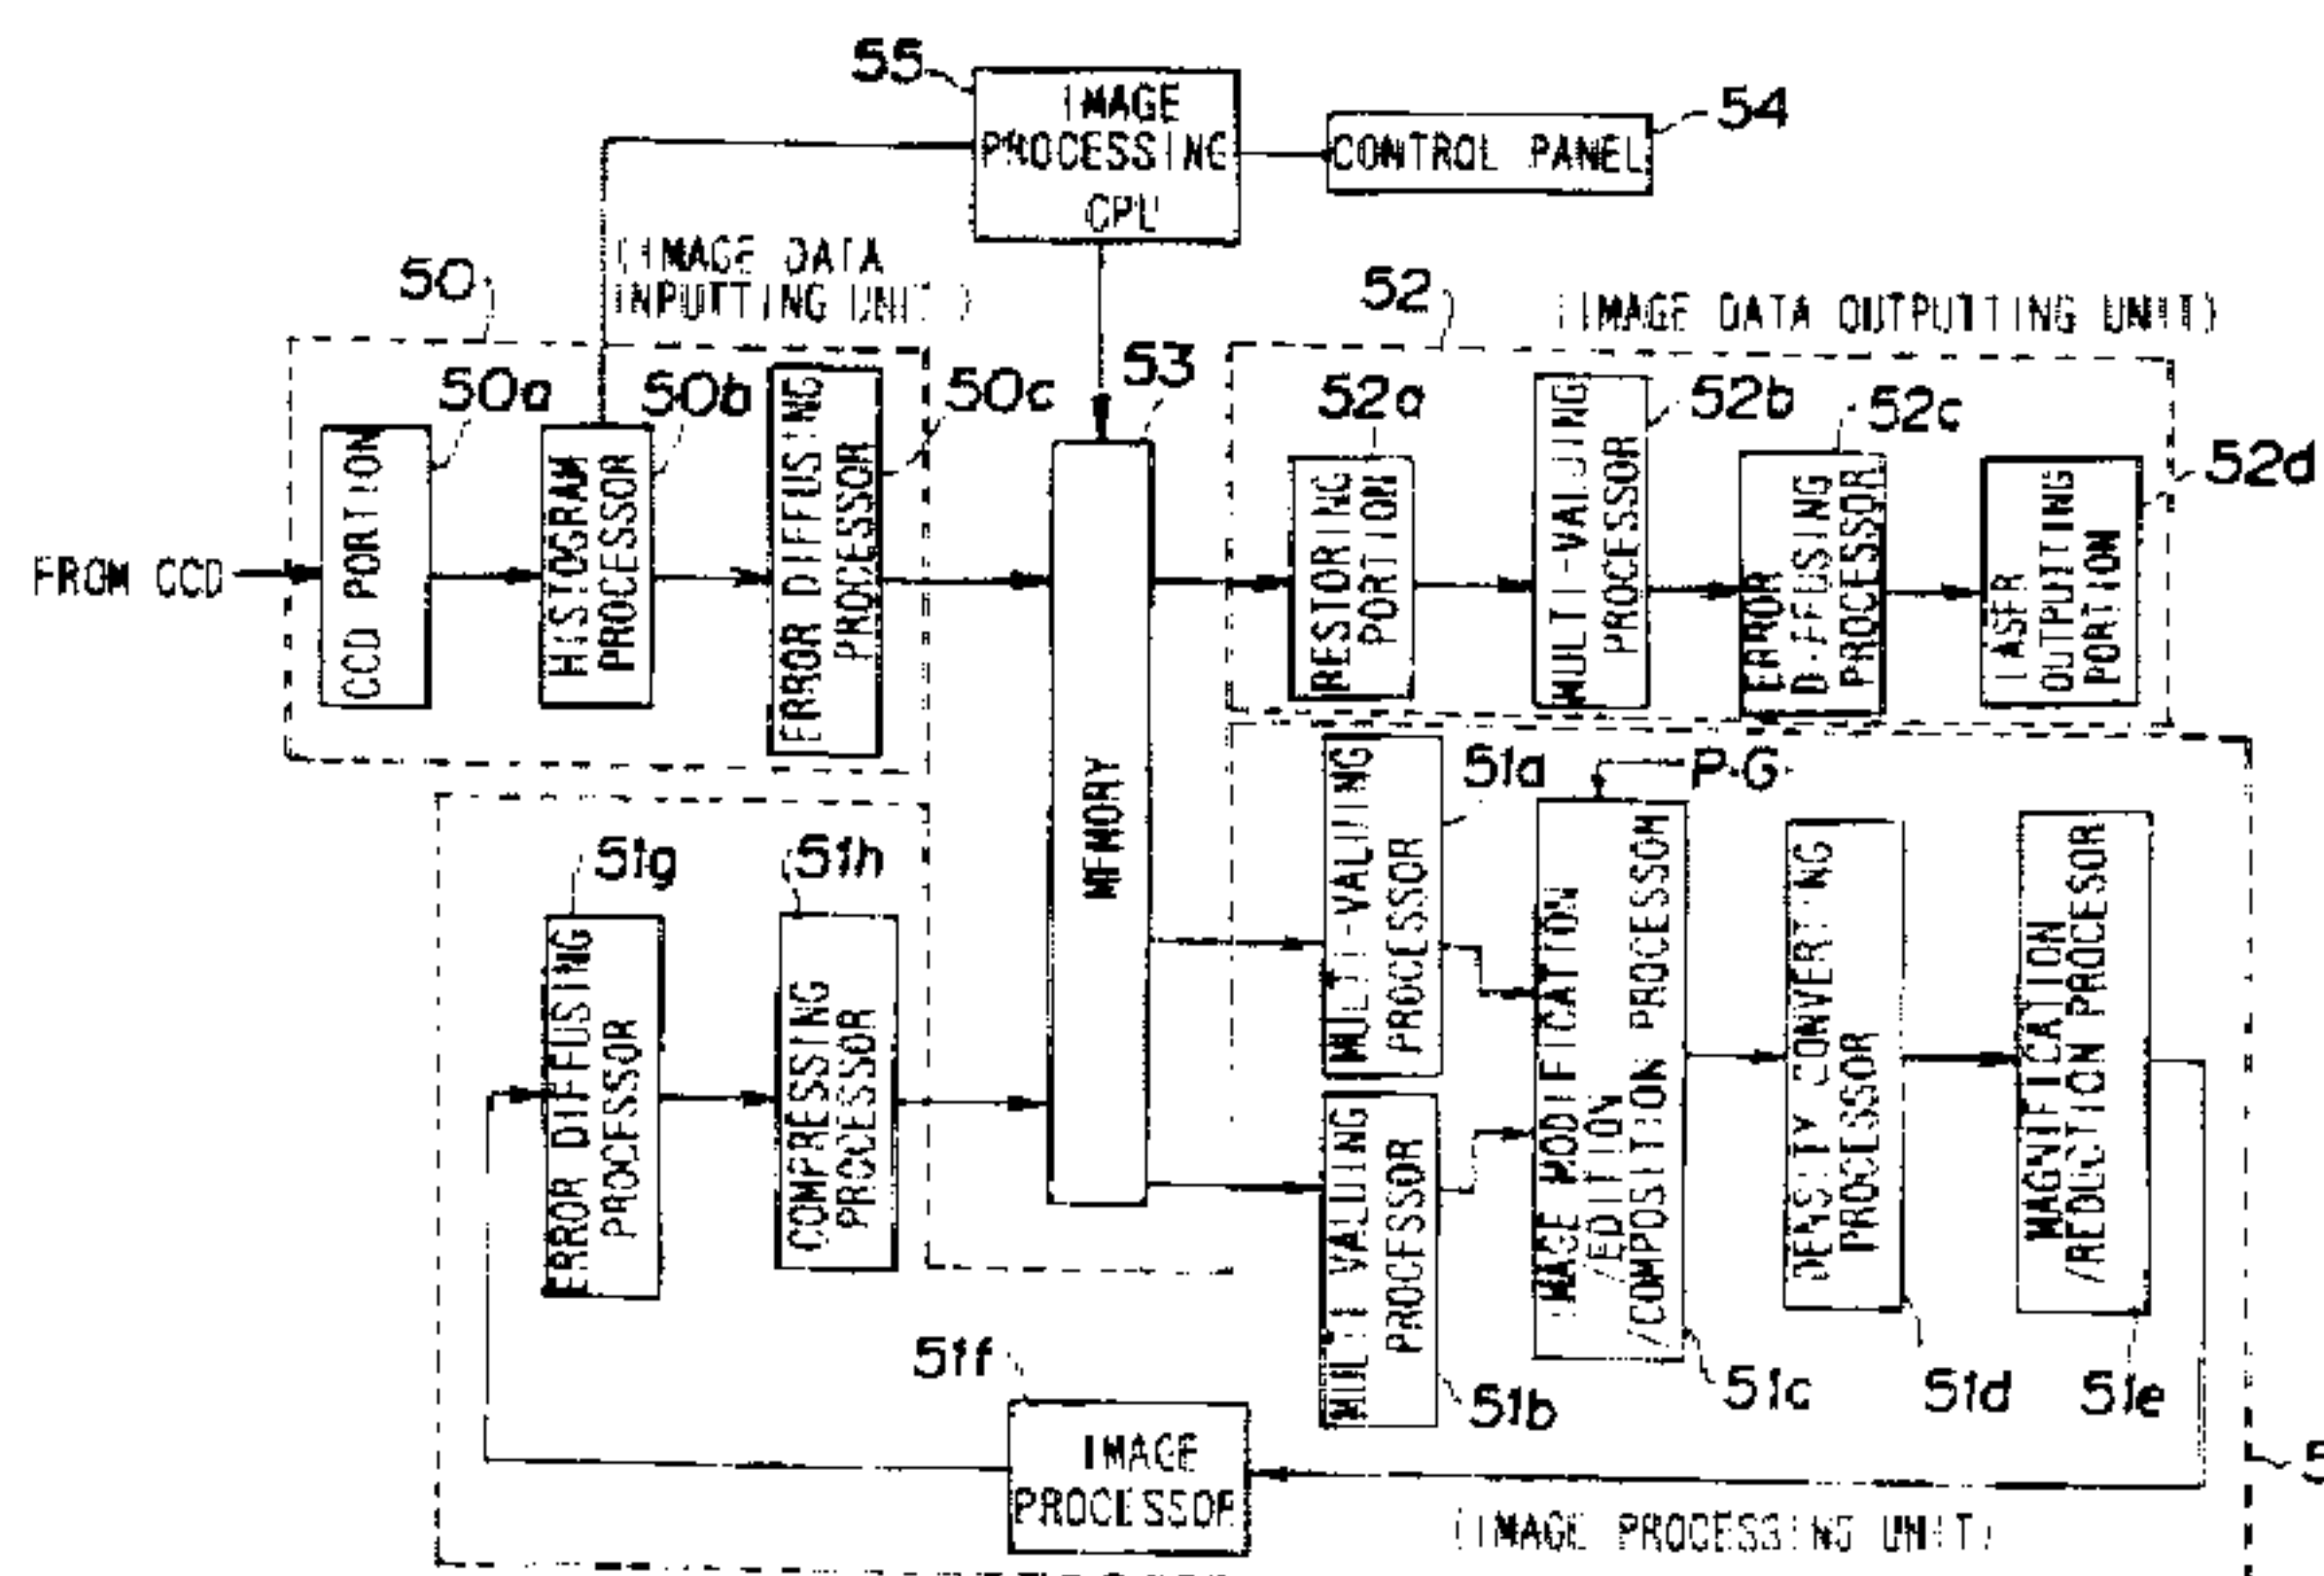 55
IMAGE
PROCESSING
CPU
CONTROL PANEL
54
50
(IMAGE DATA
INPUTTING UNIT)
52
(IMAGE DATA OUTPUTTING UNIT)
50a
50b
50c
53
52a
52b
52c
52d
FROM CCD
CCD PORTION
HISTOGRAM
PROCESSOR
ERROR DIFFUSING
PROCESSOR
MEMORY
RESTORING
PORTION
MULTI-VALUING
PROCESSOR
ERROR
DIFFUSING
PROCESSOR
LASER
OUTPUTTING
PORTION
51a
P·G
MULTI-VALUING
PROCESSOR
IMAGE MODIFICATION
/EDITION
/COMPOSITION PROCESSOR
DENSITY CONVERTING
PROCESSOR
MAGNIFICATION
/REDUCTION PROCESSOR
51g
51h
ERROR DIFFUSING
PROCESSOR
COMPRESSING
PROCESSOR
MULTI VALUING
PROCESSOR
51f
51b
51c
51d
51e
IMAGE
PROCESSOR
(IMAGE PROCESSING UNIT)